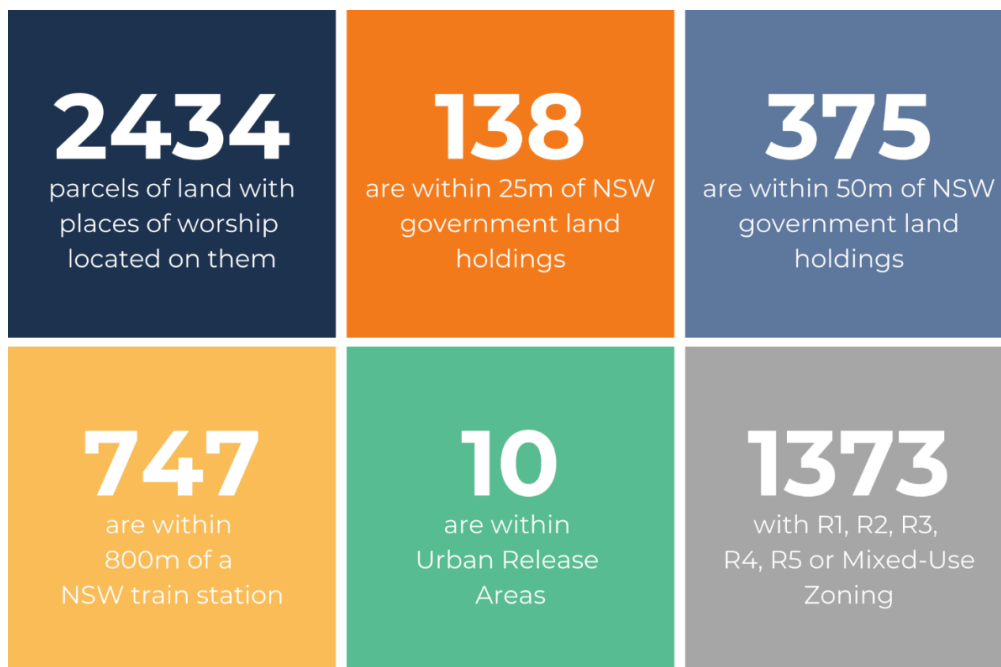 2434
parcels of land with
places of worship
located on them
138
are within 25m of NSW
government land
holdings
375
are within 50m of NSW
government land
holdings
747
are within
800m of a
NSW train station
10
are within
Urban Release
Areas
1373
with R1, R2, R3,
R4, R5 or Mixed-Use
Zoning